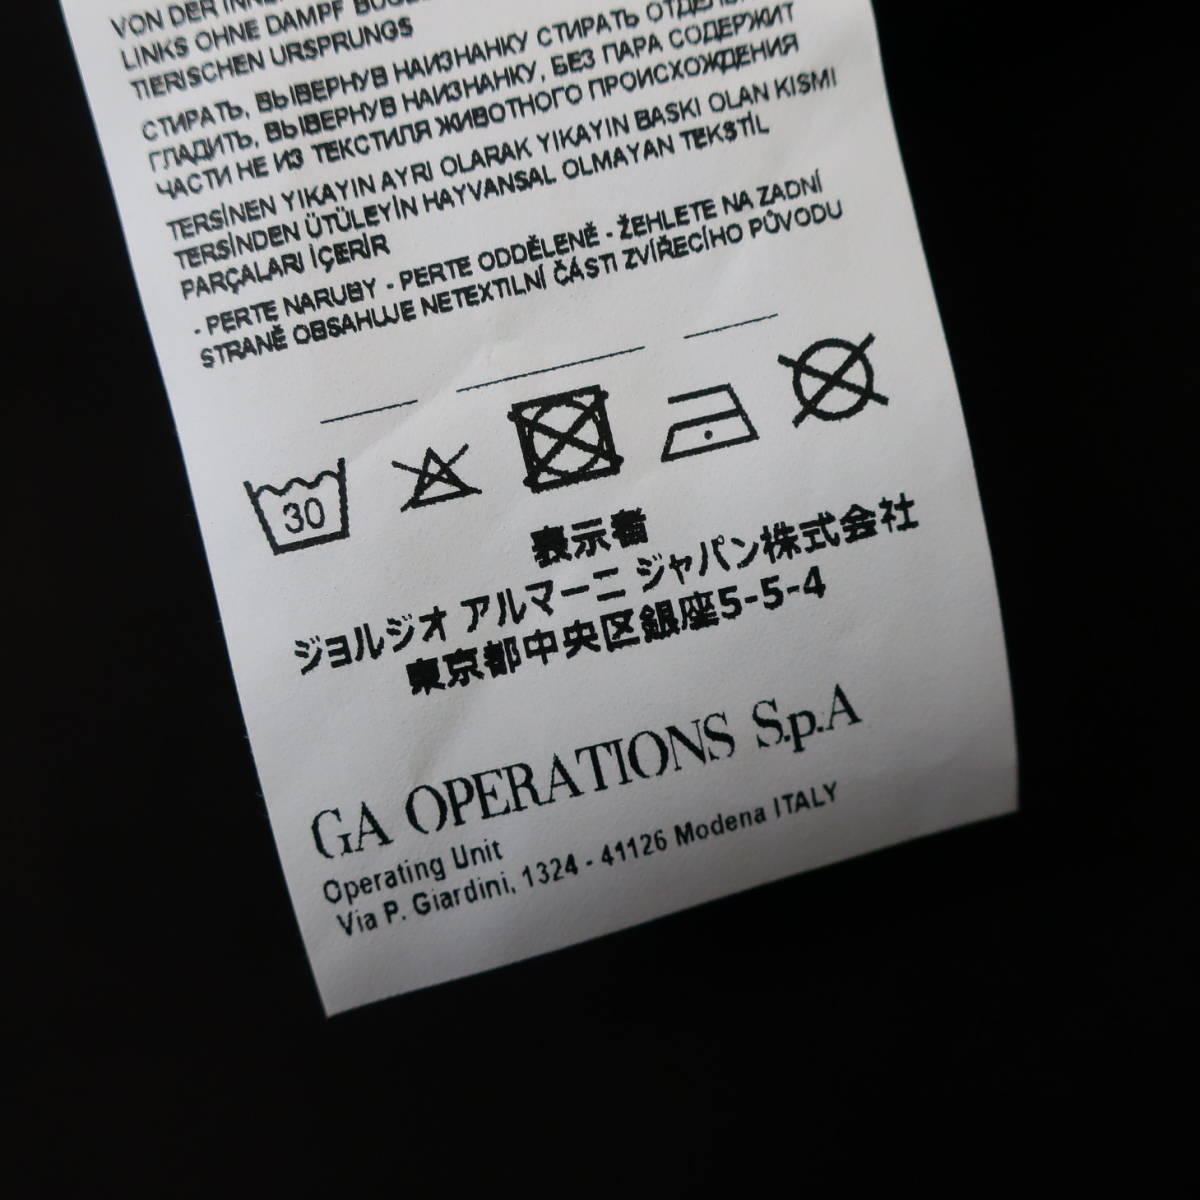 VON DER INNEN
LINKS OHNE DAMPF BÜGELN
TIERISCHEN URSPRUNGS
СТИРАТЬ, ВЫВЕРНУВ НАИЗНАНКУ СТИРАТЬ ОТДЕЛЬНО
ГЛАДИТЬ, ВЫВЕРНУВ НАИЗНАНКУ, БЕЗ ПАРА СОДЕРЖИТ
ЧАСТИ НЕ ИЗ ТЕКСТИЛЯ ЖИВОТНОГО ПРОИСХОЖДЕНИЯ
TERSİNEN YIKAYIN AYRI OLARAK YIKAYIN BASKI OLAN KISMI
TERSİNDEN ÜTÜLEYİN HAYVANSAL OLMAYAN TEKSTİL
PARÇALARI İÇERİR
- PERTE NARUBY - PERTE ODDĚLENĚ - ŽEHLETE NA ZADNÍ
STRANĚ OBSAHUJE NETEXTILNÍ ČÁSTI ZVÍŘECÍHO PŮVODU
30
表示者
ジョルジオ アルマーニ ジャパン株式会社
東京都中央区銀座5-5-4
GA OPERATIONS S.p.A
Operating Unit
Via P. Giardini, 1324 - 41126 Modena ITALY